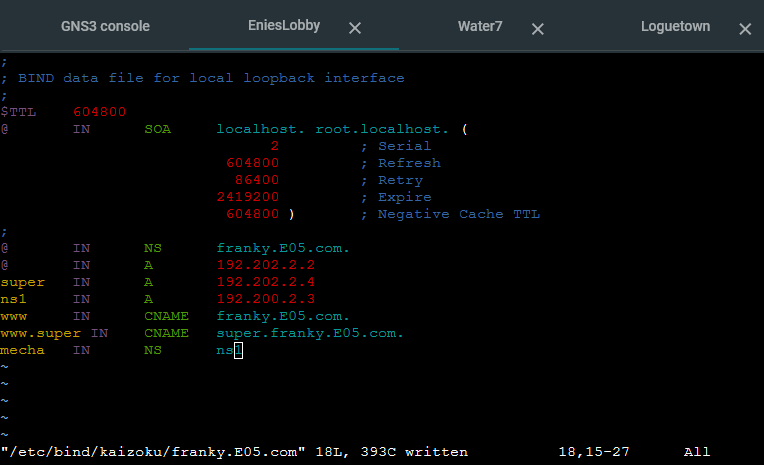 GNS3 console EniesLobby Water7 Loguetown
;
; BIND data file for local loopback interface
;
$TTL 604800
@ IN SOA localhost. root.localhost. (
2 ; Serial
604800 ; Refresh
86400 ; Retry
2419200 ; Expire
604800 ) ; Negative Cache TTL
;
@ IN NS franky.E05.com.
@ IN A 192.202.2.2
super IN A 192.202.2.4
ns1 IN A 192.200.2.3
www IN CNAME franky.E05.com.
www.super IN CNAME super.franky.E05.com.
mecha IN NS ns1
~
~
~
~
~
"/etc/bind/kaizoku/franky.E05.com" 18L, 393C written 18,15-27 All